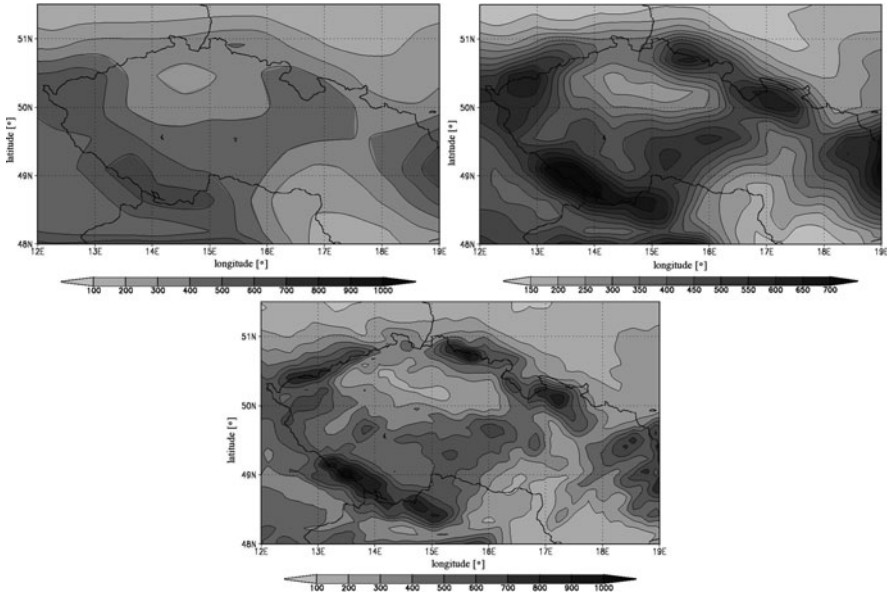 51N
50N
49N
48N
latitude [°]
12E 13E 14E 15E 16E 17E 18E 19E
longitude [°]
100 200 300 400 500 600 700 800 900 1000
51N
50N
49N
48N
latitude [°]
12E 13E 14E 15E 16E 17E 18E 19E
longitude [°]
150 200 250 300 350 400 450 500 550 600 650 700
51N
50N
49N
48N
latitude [°]
12E 13E 14E 15E 16E 17E 18E 19E
longitude [°]
100 200 300 400 500 600 700 800 900 1000